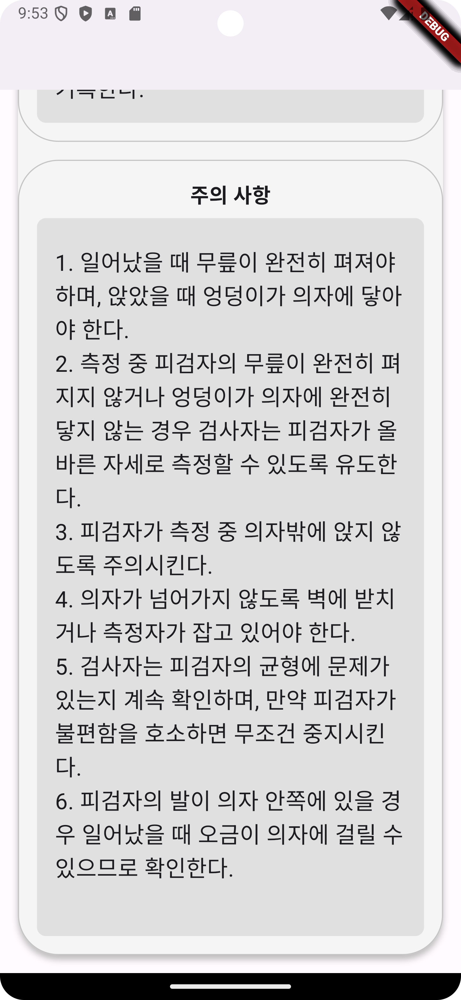 9:53
DEBUG
기록한다.
주의 사항
1. 일어났을 때 무릎이 완전히 펴져야
하며, 앉았을 때 엉덩이가 의자에 닿아
야 한다.
2. 측정 중 피검자의 무릎이 완전히 펴
지지 않거나 엉덩이가 의자에 완전히
닿지 않는 경우 검사자는 피검자가 올
바른 자세로 측정할 수 있도록 유도한
다.
3. 피검자가 측정 중 의자밖에 앉지 않
도록 주의시킨다.
4. 의자가 넘어가지 않도록 벽에 받치
거나 측정자가 잡고 있어야 한다.
5. 검사자는 피검자의 균형에 문제가
있는지 계속 확인하며, 만약 피검자가
불편함을 호소하면 무조건 중지시킨
다.
6. 피검자의 발이 의자 안쪽에 있을 경
우 일어났을 때 오금이 의자에 걸릴 수
있으므로 확인한다.